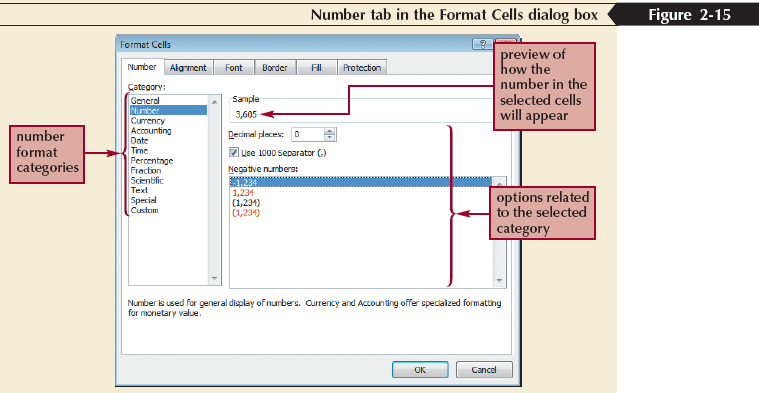 Number tab in the Format Cells dialog box
Figure 2-15
Format Cells
?
Number
Alignment
Font
Border
Fill
Protection
Category:
General
Number
Currency
Accounting
Date
Time
Percentage
Fraction
Scientific
Text
Special
Custom
Sample
3,605
Decimal places: 0
Use 1000 Separator (,)
Negative numbers:
-1,234
1,234
(1,234)
(1,234)
Number is used for general display of numbers. Currency and Accounting offer specialized formatting
for monetary value.
OK
Cancel
number
format
categories
preview of
how the
number in the
selected cells
will appear
options related
to the selected
category